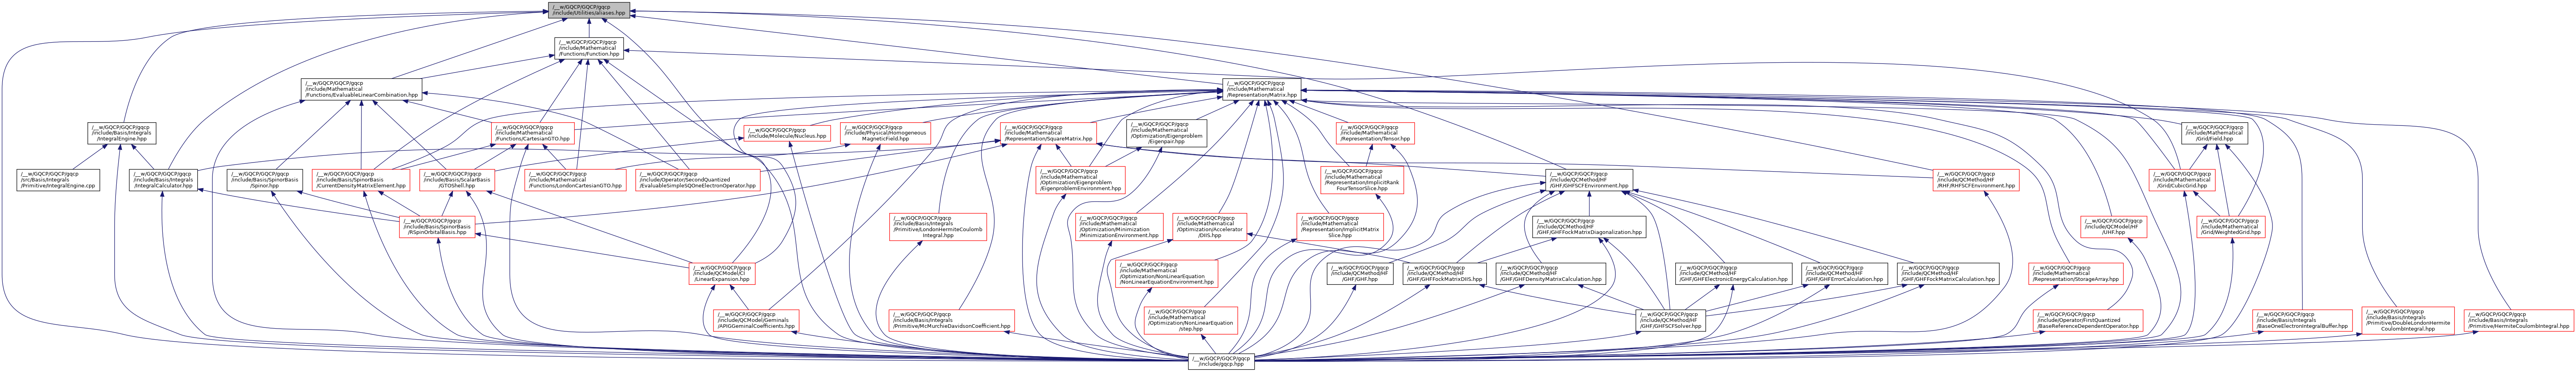 /__w/GQCP/GQCP/gqcp
/include/Utilities/aliases.hpp
/__w/GQCP/GQCP/gqcp
/include/Mathematical
/Functions/Function.hpp
/__w/GQCP/GQCP/gqcp
/include/Mathematical
/Functions/EvaluableLinearCombination.hpp
/__w/GQCP/GQCP/gqcp
/include/Mathematical
/Representation/Matrix.hpp
/__w/GQCP/GQCP/gqcp
/include/Basis/Integrals
/IntegralEngine.hpp
/__w/GQCP/GQCP/gqcp
/include/Mathematical
/Functions/CartesianGTO.hpp
/__w/GQCP/GQCP/gqcp
/include/Molecule/Nucleus.hpp
/__w/GQCP/GQCP/gqcp
/include/Physical/Homogeneous
MagneticField.hpp
/__w/GQCP/GQCP/gqcp
/include/Mathematical
/Representation/SquareMatrix.hpp
/__w/GQCP/GQCP/gqcp
/include/Mathematical
/Optimization/Eigenproblem
/Eigenpair.hpp
/__w/GQCP/GQCP/gqcp
/include/Mathematical
/Representation/Tensor.hpp
/__w/GQCP/GQCP/gqcp
/include/Mathematical
/Grid/Field.hpp
/__w/GQCP/GQCP/gqcp
/src/Basis/Integrals
/Primitive/IntegralEngine.cpp
/__w/GQCP/GQCP/gqcp
/include/Basis/Integrals
/IntegralCalculator.hpp
/__w/GQCP/GQCP/gqcp
/include/Basis/SpinorBasis
/Spinor.hpp
/__w/GQCP/GQCP/gqcp
/include/Basis/SpinorBasis
/CurrentDensityMatrixElement.hpp
/__w/GQCP/GQCP/gqcp
/include/Basis/ScalarBasis
/GTOShell.hpp
/__w/GQCP/GQCP/gqcp
/include/Mathematical
/Functions/LondonCartesianGTO.hpp
/__w/GQCP/GQCP/gqcp
/include/Operator/SecondQuantized
/EvaluableSimpleSQOneElectronOperator.hpp
/__w/GQCP/GQCP/gqcp
/include/Mathematical
/Optimization/Eigenproblem
/EigenproblemEnvironment.hpp
/__w/GQCP/GQCP/gqcp
/include/Mathematical
/Representation/ImplicitRank
FourTensorSlice.hpp
/__w/GQCP/GQCP/gqcp
/include/QCMethod/HF
/GHF/GHFSCFEnvironment.hpp
/__w/GQCP/GQCP/gqcp
/include/QCMethod/HF
/RHF/RHFSCFEnvironment.hpp
/__w/GQCP/GQCP/gqcp
/include/Mathematical
/Grid/CubicGrid.hpp
/__w/GQCP/GQCP/gqcp
/include/Basis/SpinorBasis
/RSpinOrbitalBasis.hpp
/__w/GQCP/GQCP/gqcp
/include/Basis/Integrals
/Primitive/LondonHermiteCoulomb
Integral.hpp
/__w/GQCP/GQCP/gqcp
/include/Mathematical
/Optimization/Minimization
/MinimizationEnvironment.hpp
/__w/GQCP/GQCP/gqcp
/include/Mathematical
/Optimization/Accelerator
/DIIS.hpp
/__w/GQCP/GQCP/gqcp
/include/Mathematical
/Representation/ImplicitMatrix
Slice.hpp
/__w/GQCP/GQCP/gqcp
/include/QCMethod/HF
/GHF/GHFFockMatrixDiagonalization.hpp
/__w/GQCP/GQCP/gqcp
/include/QCModel/HF
/UHF.hpp
/__w/GQCP/GQCP/gqcp
/include/Mathematical
/Grid/WeightedGrid.hpp
/__w/GQCP/GQCP/gqcp
/include/QCModel/CI
/LinearExpansion.hpp
/__w/GQCP/GQCP/gqcp
/include/Mathematical
/Optimization/NonLinearEquation
/NonLinearEquationEnvironment.hpp
/__w/GQCP/GQCP/gqcp
/include/QCMethod/HF
/GHF/GHF.hpp
/__w/GQCP/GQCP/gqcp
/include/QCMethod/HF
/GHF/GHFFockMatrixDIIS.hpp
/__w/GQCP/GQCP/gqcp
/include/QCMethod/HF
/GHF/GHFDensityMatrixCalculation.hpp
/__w/GQCP/GQCP/gqcp
/include/QCMethod/HF
/GHF/GHFElectronicEnergyCalculation.hpp
/__w/GQCP/GQCP/gqcp
/include/QCMethod/HF
/GHF/GHFErrorCalculation.hpp
/__w/GQCP/GQCP/gqcp
/include/QCMethod/HF
/GHF/GHFFockMatrixCalculation.hpp
/__w/GQCP/GQCP/gqcp
/include/Mathematical
/Representation/StorageArray.hpp
/__w/GQCP/GQCP/gqcp
/include/QCModel/Geminals
/APIGGeminalCoefficients.hpp
/__w/GQCP/GQCP/gqcp
/include/Basis/Integrals
/Primitive/McMurchieDavidsonCoefficient.hpp
/__w/GQCP/GQCP/gqcp
/include/Mathematical
/Optimization/NonLinearEquation
/step.hpp
/__w/GQCP/GQCP/gqcp
/include/QCMethod/HF
/GHF/GHFSCFSolver.hpp
/__w/GQCP/GQCP/gqcp
/include/Operator/FirstQuantized
/BaseReferenceDependentOperator.hpp
/__w/GQCP/GQCP/gqcp
/include/Basis/Integrals
/BaseOneElectronIntegralBuffer.hpp
/__w/GQCP/GQCP/gqcp
/include/Basis/Integrals
/Primitive/DoubleLondonHermite
CoulombIntegral.hpp
/__w/GQCP/GQCP/gqcp
/include/Basis/Integrals
/Primitive/HermiteCoulombIntegral.hpp
/__w/GQCP/GQCP/gqcp
/include/gqcp.hpp